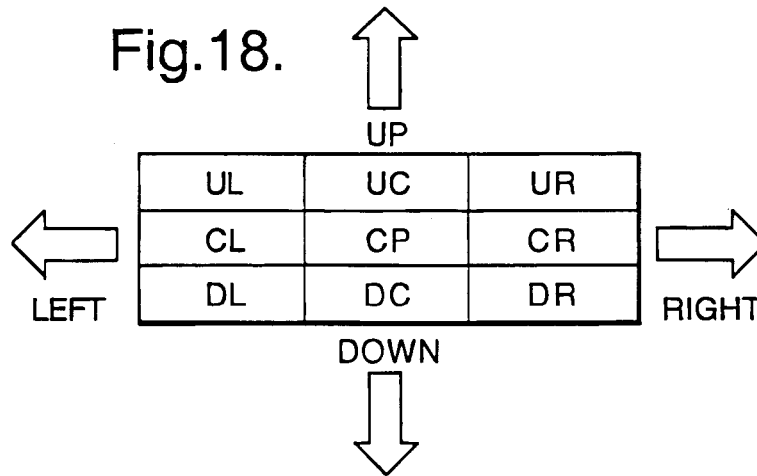 Fig.18.
UP
UL UC UR
CL CP CR
LEFT DL DC DR RIGHT
DOWN